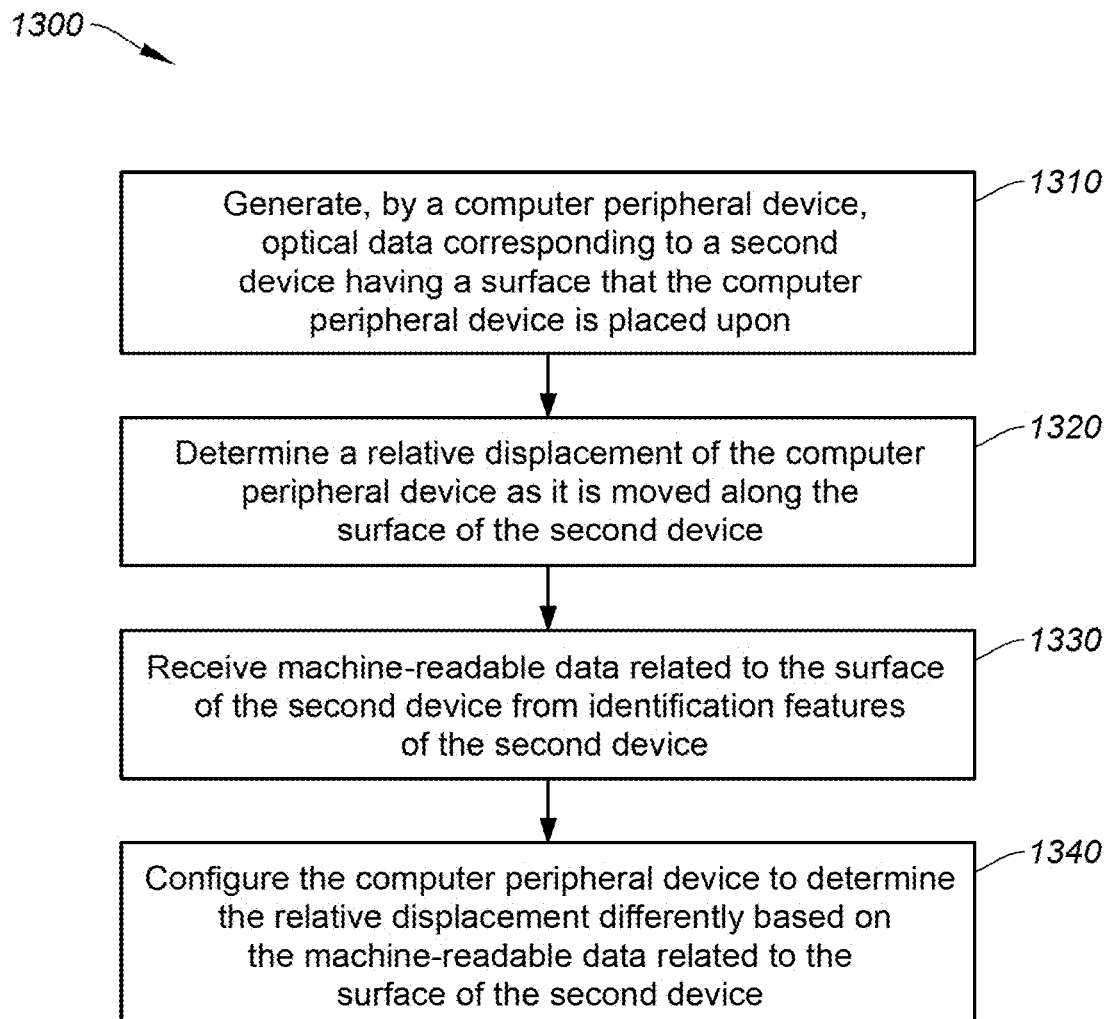 1300
1310
Generate, by a computer peripheral device,
optical data corresponding to a second
device having a surface that the computer
peripheral device is placed upon
1320
Determine a relative displacement of the computer
peripheral device as it is moved along the
surface of the second device
1330
Receive machine-readable data related to the surface
of the second device from identification features
of the second device
1340
Configure the computer peripheral device to determine
the relative displacement differently based on
the machine-readable data related to the
surface of the second device